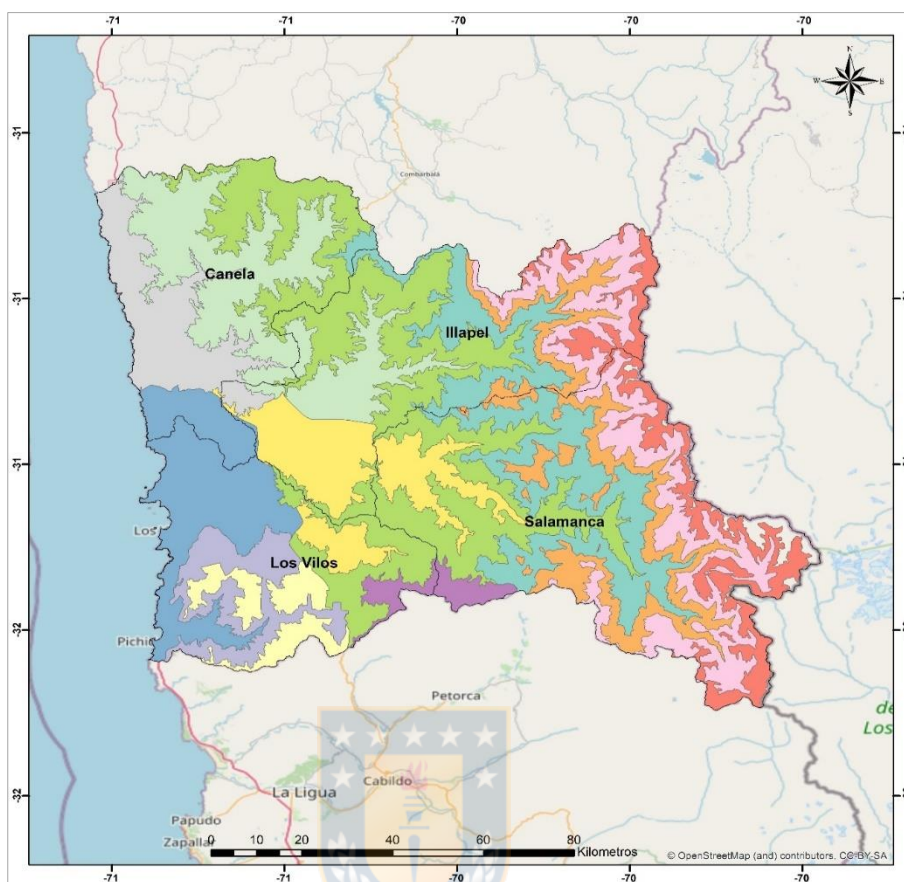 -71 -71 -70 -70 -70
N
W E
S
-31
Combarbalá
Canela
-31
Illapel
-31
Salamanca
Los
Los Vilos
-32
Pichic
Petorca
de
Los
Cabildo
-32
La Ligua
Papudo
Zapallar
0 10 20 40 60 80
Kilometros
© OpenStreetMap (and) contributors, CC-BY-SA
-71 -71 -70 -70 -70